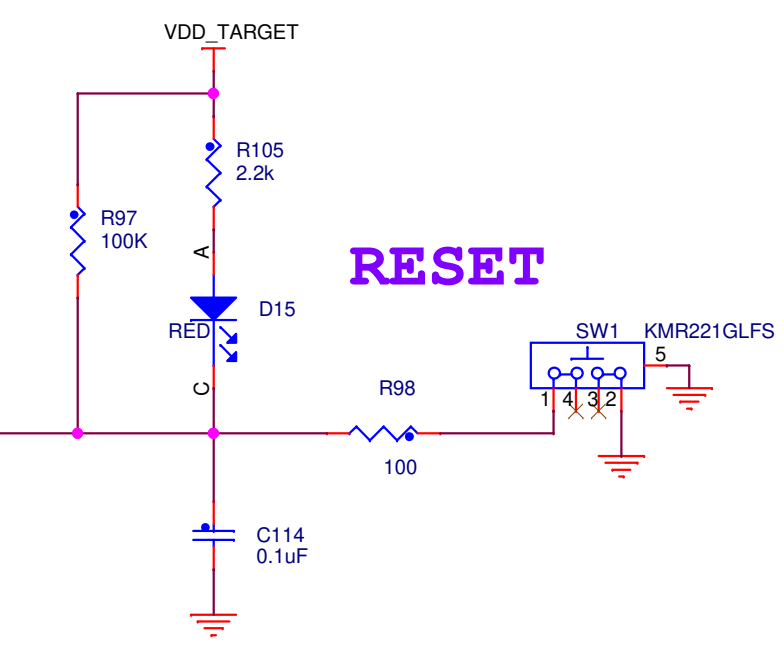 VDD_TARGET
R105
2.2k
R97
100K
A
RESET
D15
RED
SW1
KMR221GLFS
5
C
R98
1
4
3
2
100
C114
0.1uF